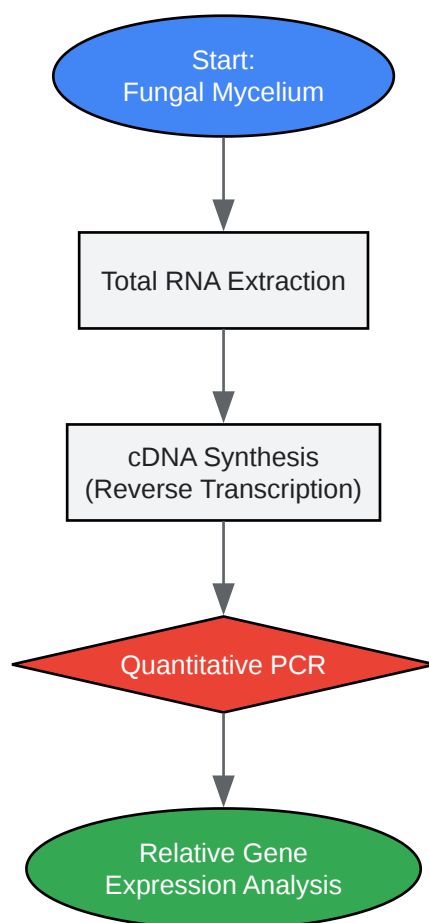 Start:
Fungal Mycelium
Total RNA Extraction
cDNA Synthesis
(Reverse Transcription)
Quantitative PCR
Relative Gene
Expression Analysis